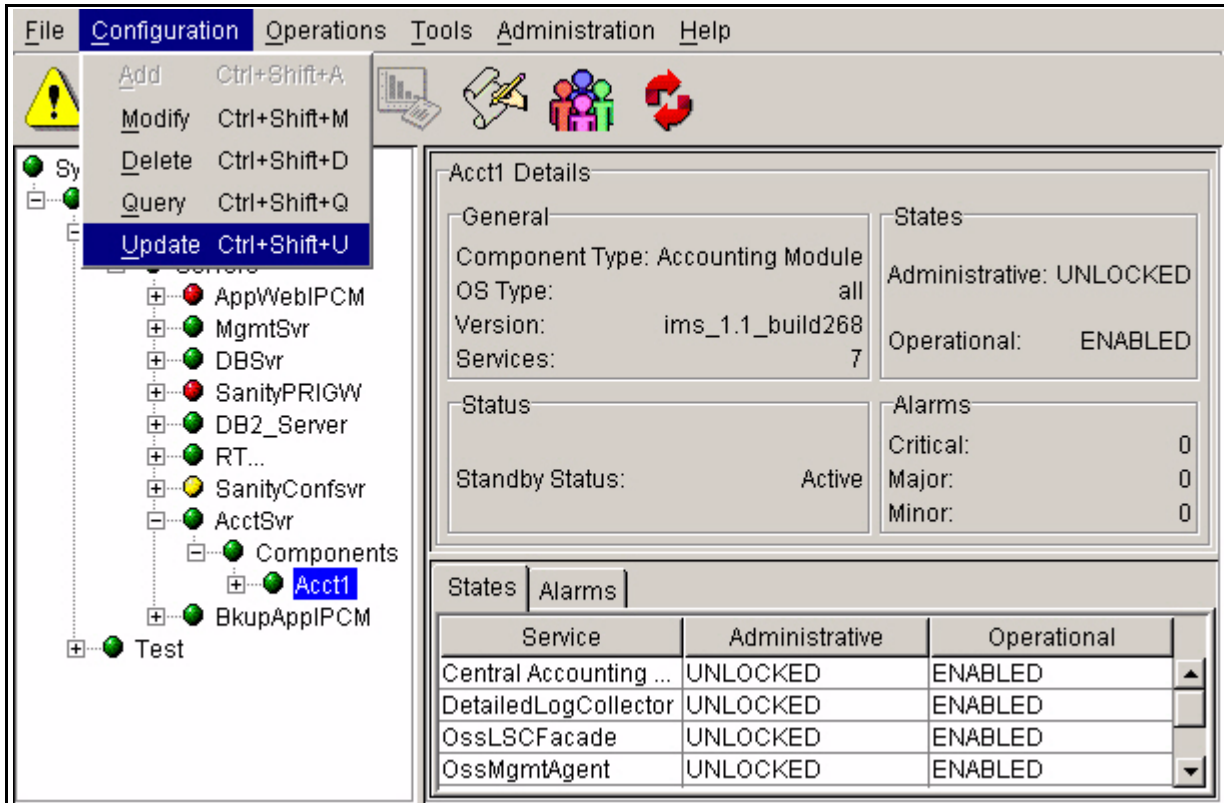 File Configuration Operations Tools Administration Help
Add Ctrl+Shift+A
Modify Ctrl+Shift+M
Delete Ctrl+Shift+D
Query Ctrl+Shift+Q
Update Ctrl+Shift+U
Sy
Servers
AppWebIPCM
MgmtSvr
DBSvr
SanityPRIGW
DB2_Server
RT...
SanityConfsvr
AcctSvr
Components
Acct1
BkupAppIPCM
Test
Acct1 Details
General
Component Type: Accounting Module
OS Type: all
Version: ims_1.1_build268
Services: 7
States
Administrative: UNLOCKED
Operational: ENABLED
Status
Standby Status: Active
Alarms
Critical: 0
Major: 0
Minor: 0
States Alarms
Service Administrative Operational
Central Accounting ... UNLOCKED ENABLED
DetailedLogCollector UNLOCKED ENABLED
OssLSCFacade UNLOCKED ENABLED
OssMgmtAgent UNLOCKED ENABLED